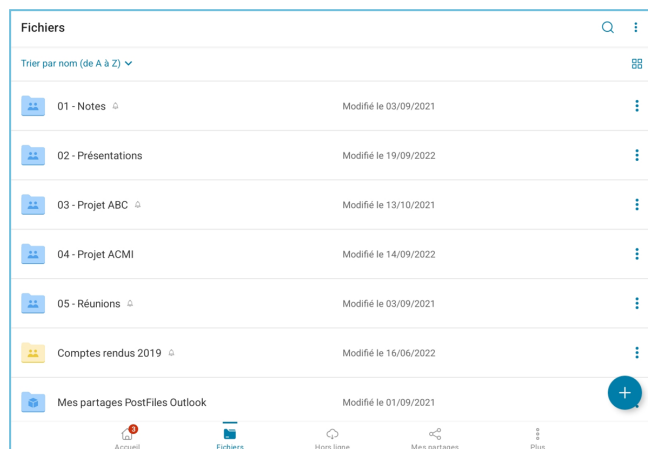 Fichiers
Trier par nom (de A à Z)
01 - Notes Modifié le 03/09/2021
02 - Présentations Modifié le 19/09/2022
03 - Projet ABC Modifié le 13/10/2021
04 - Projet ACMI Modifié le 14/09/2022
05 - Réunions Modifié le 03/09/2021
Comptes rendus 2019 Modifié le 16/06/2022
Mes partages PostFiles Outlook Modifié le 01/09/2021
3
Accueil Fichiers Hors ligne Mes partages Plus